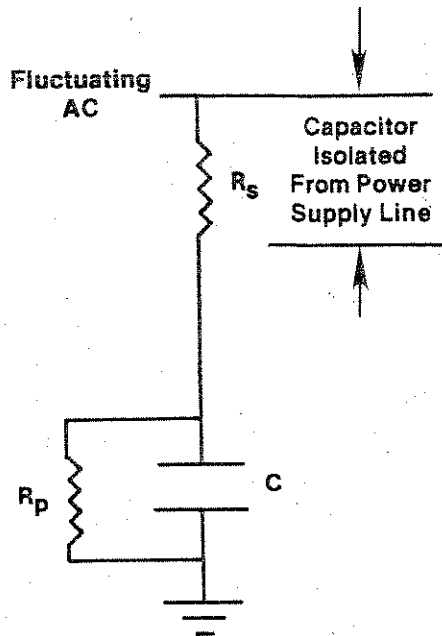 Fluctuating
AC
Capacitor
Isolated
From Power
Supply Line
Rs
Rp
C